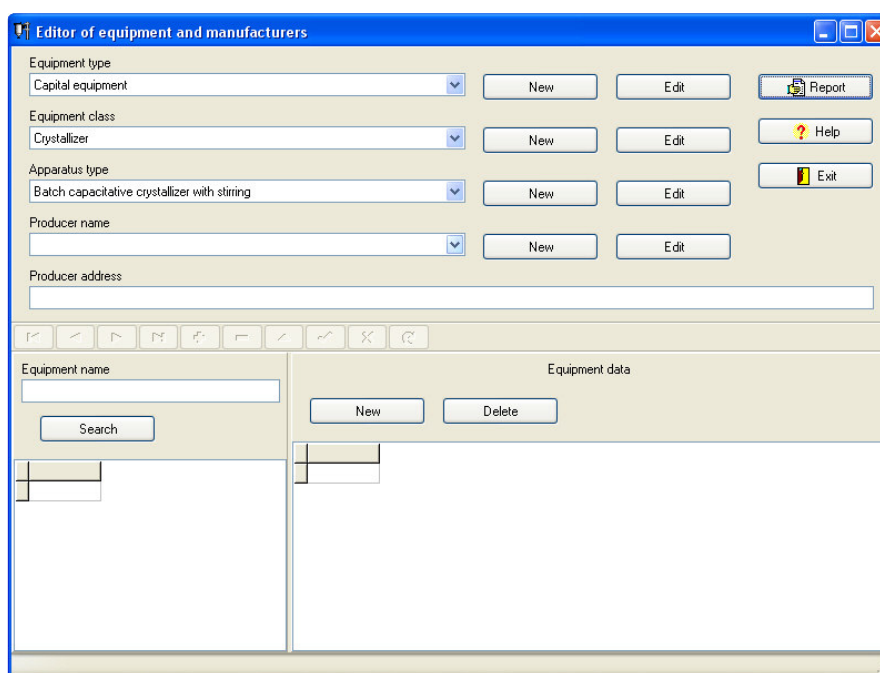 Editor of equipment and manufacturers
Equipment type
Capital equipment
New
Edit
Report
Equipment class
Crystallizer
New
Edit
Help
Apparatus type
Batch capacitative crystallizer with stirring
New
Edit
Exit
Producer name
New
Edit
Producer address
Equipment name
Equipment data
New
Delete
Search